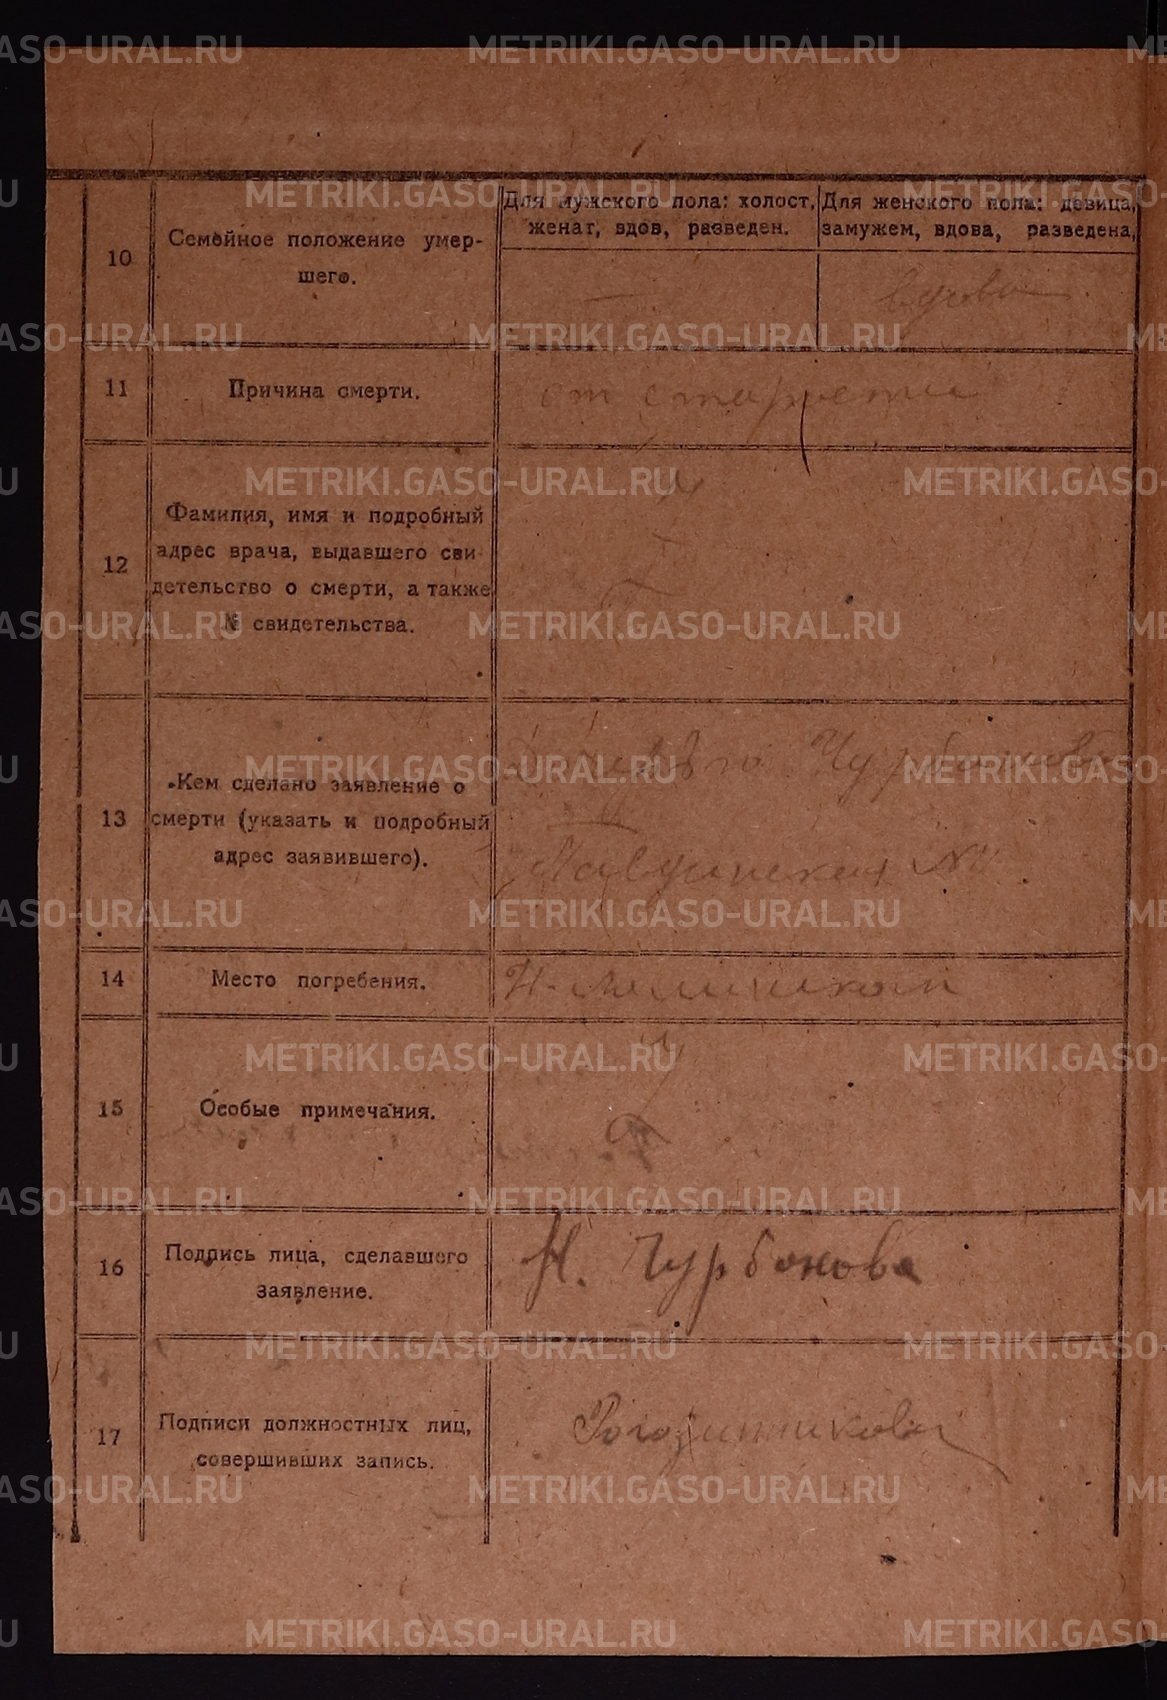 Для мужского пола: холост, женат, вдов, разведен.
Для женского пола: девица, замужем, вдова, разведена,
10
Семейное положение умер-
шего.
—
вдова
11
Причина смерти.
от старости
12
Фамилия, имя и подробный
адрес врача, выдавшего сви
детельство о смерти, а также
№ свидетельства.
13
Кем сделано заявление о
смерти (указать и подробный
адрес заявившего).
Чурбанова
14
Место погребения.
15
Особые примечания.
16
Подпись лица, сделавшего
заявление.
Н. Чурбонова
17
Подписи должностных лиц,
совершивших запись.
Рогозинникова
METRIKI.GASO-URAL.RU